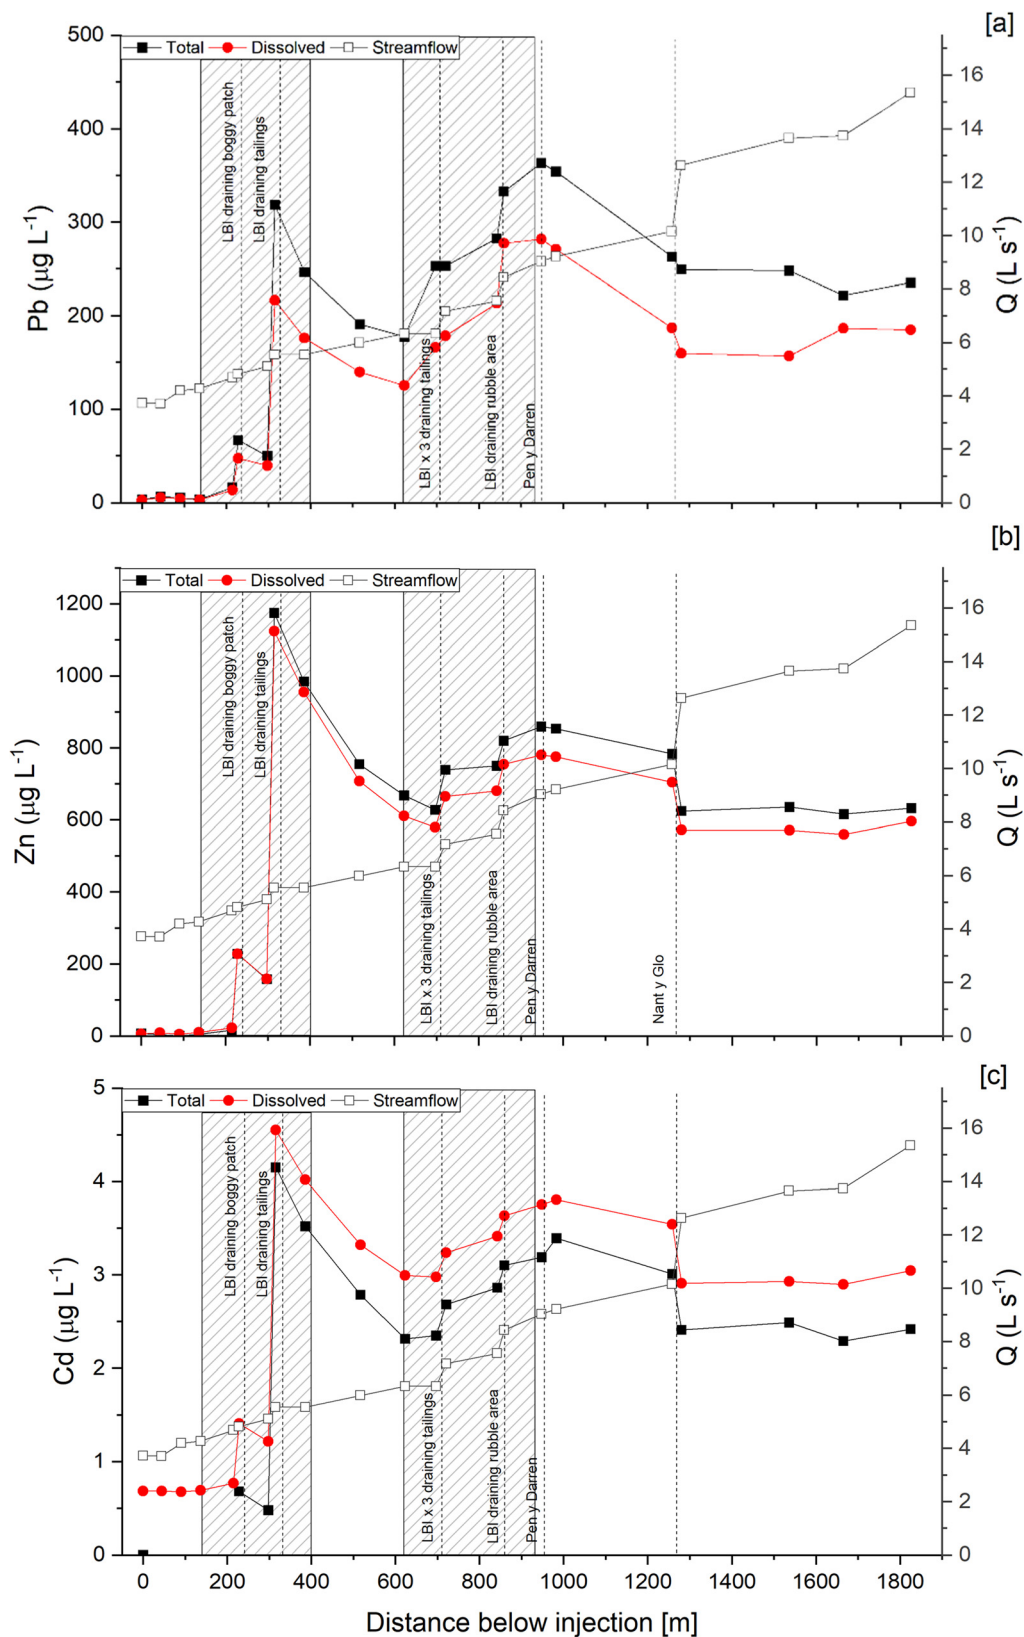 [a]
500
400
300
200
100
0
Pb (µg L⁻¹)
Total Dissolved Streamflow
LBI draining boggy patch
LBI draining tailings
LBI x 3 draining tailings
LBI draining rubble area
Pen y Darren
16
14
12
10
8
6
4
2
0
Q (L s⁻¹)
[b]
1200
1000
800
600
400
200
0
Zn (µg L⁻¹)
Total Dissolved Streamflow
LBI draining boggy patch
LBI draining tailings
LBI x 3 draining tailings
LBI draining rubble area
Pen y Darren
Nant y Glo
16
14
12
10
8
6
4
2
0
Q (L s⁻¹)
[c]
5
4
3
2
1
0
Cd (µg L⁻¹)
Total Dissolved Streamflow
LBI draining boggy patch
LBI draining tailings
LBI x 3 draining tailings
LBI draining rubble area
Pen y Darren
16
14
12
10
8
6
4
2
0
Q (L s⁻¹)
0 200 400 600 800 1000 1200 1400 1600 1800
Distance below injection [m]